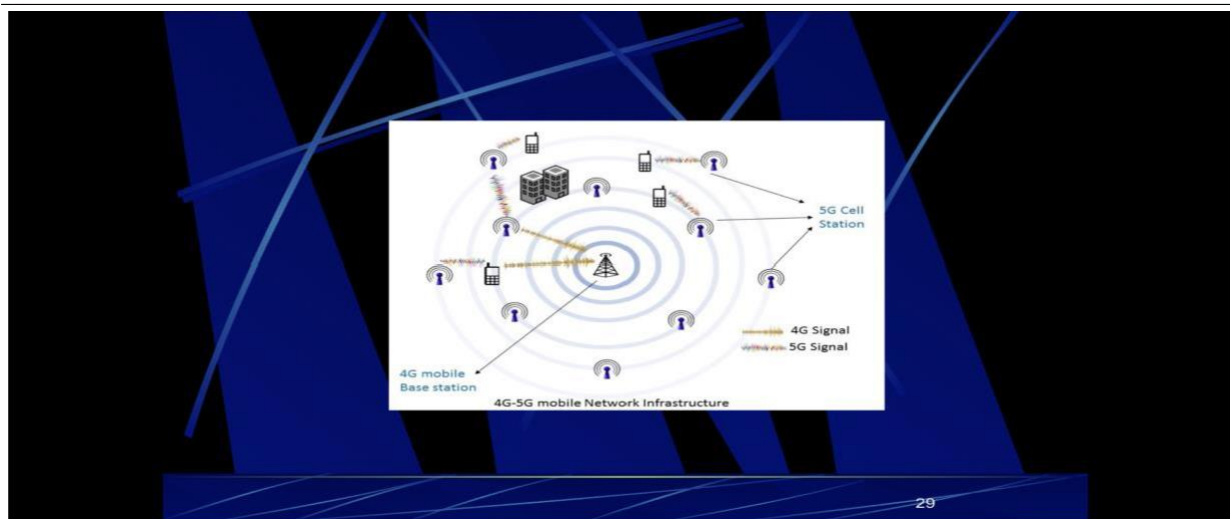 5G Cell
Station
4G Signal
5G Signal
4G mobile
Base station
4G-5G mobile Network Infrastructure
29